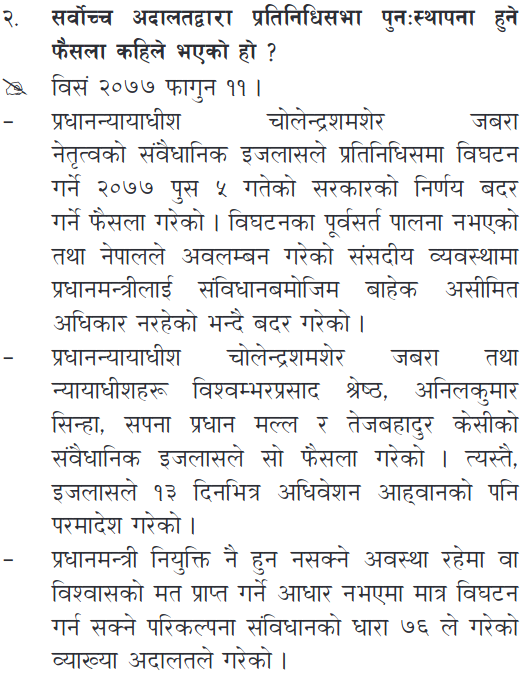 २. सर्वोच्च अदालतद्वारा प्रतिनिधिसभा पुनःस्थापना हुने
फैसला कहिले भएको हो ?
विसं २०७७ फागुन ११ ।
– प्रधानन्यायाधीश चोलेन्द्रशमशेर जबरा
नेतृत्वको संवैधानिक इजलासले प्रतिनिधिसमा विघटन
गर्ने २०७७ पुस ५ गतेको सरकारको निर्णय बदर
गर्ने फैसला गरेको । विघटनका पूर्वसर्त पालना नभएको
तथा नेपालले अवलम्बन गरेको संसदीय व्यवस्थामा
प्रधानमन्त्रीलाई संविधानबमोजिम बाहेक असीमित
अधिकार नरहेको भन्दै बदर गरेको ।
– प्रधानन्यायाधीश चोलेन्द्रशमशेर जबरा तथा
न्यायाधीशहरू विश्वम्भरप्रसाद श्रेष्ठ, अनिलकुमार
सिन्हा, सपना प्रधान मल्ल र तेजबहादुर केसीको
संवैधानिक इजलासले सो फैसला गरेको । त्यस्तै,
इजलासले १३ दिनभित्र अधिवेशन आह्वानको पनि
परमादेश गरेको ।
– प्रधानमन्त्री नियुक्ति नै हुन नसक्ने अवस्था रहेमा वा
विश्वासको मत प्राप्त गर्ने आधार नभएमा मात्र विघटन
गर्न सक्ने परिकल्पना संविधानको धारा ७६ ले गरेको
व्याख्या अदालतले गरेको ।